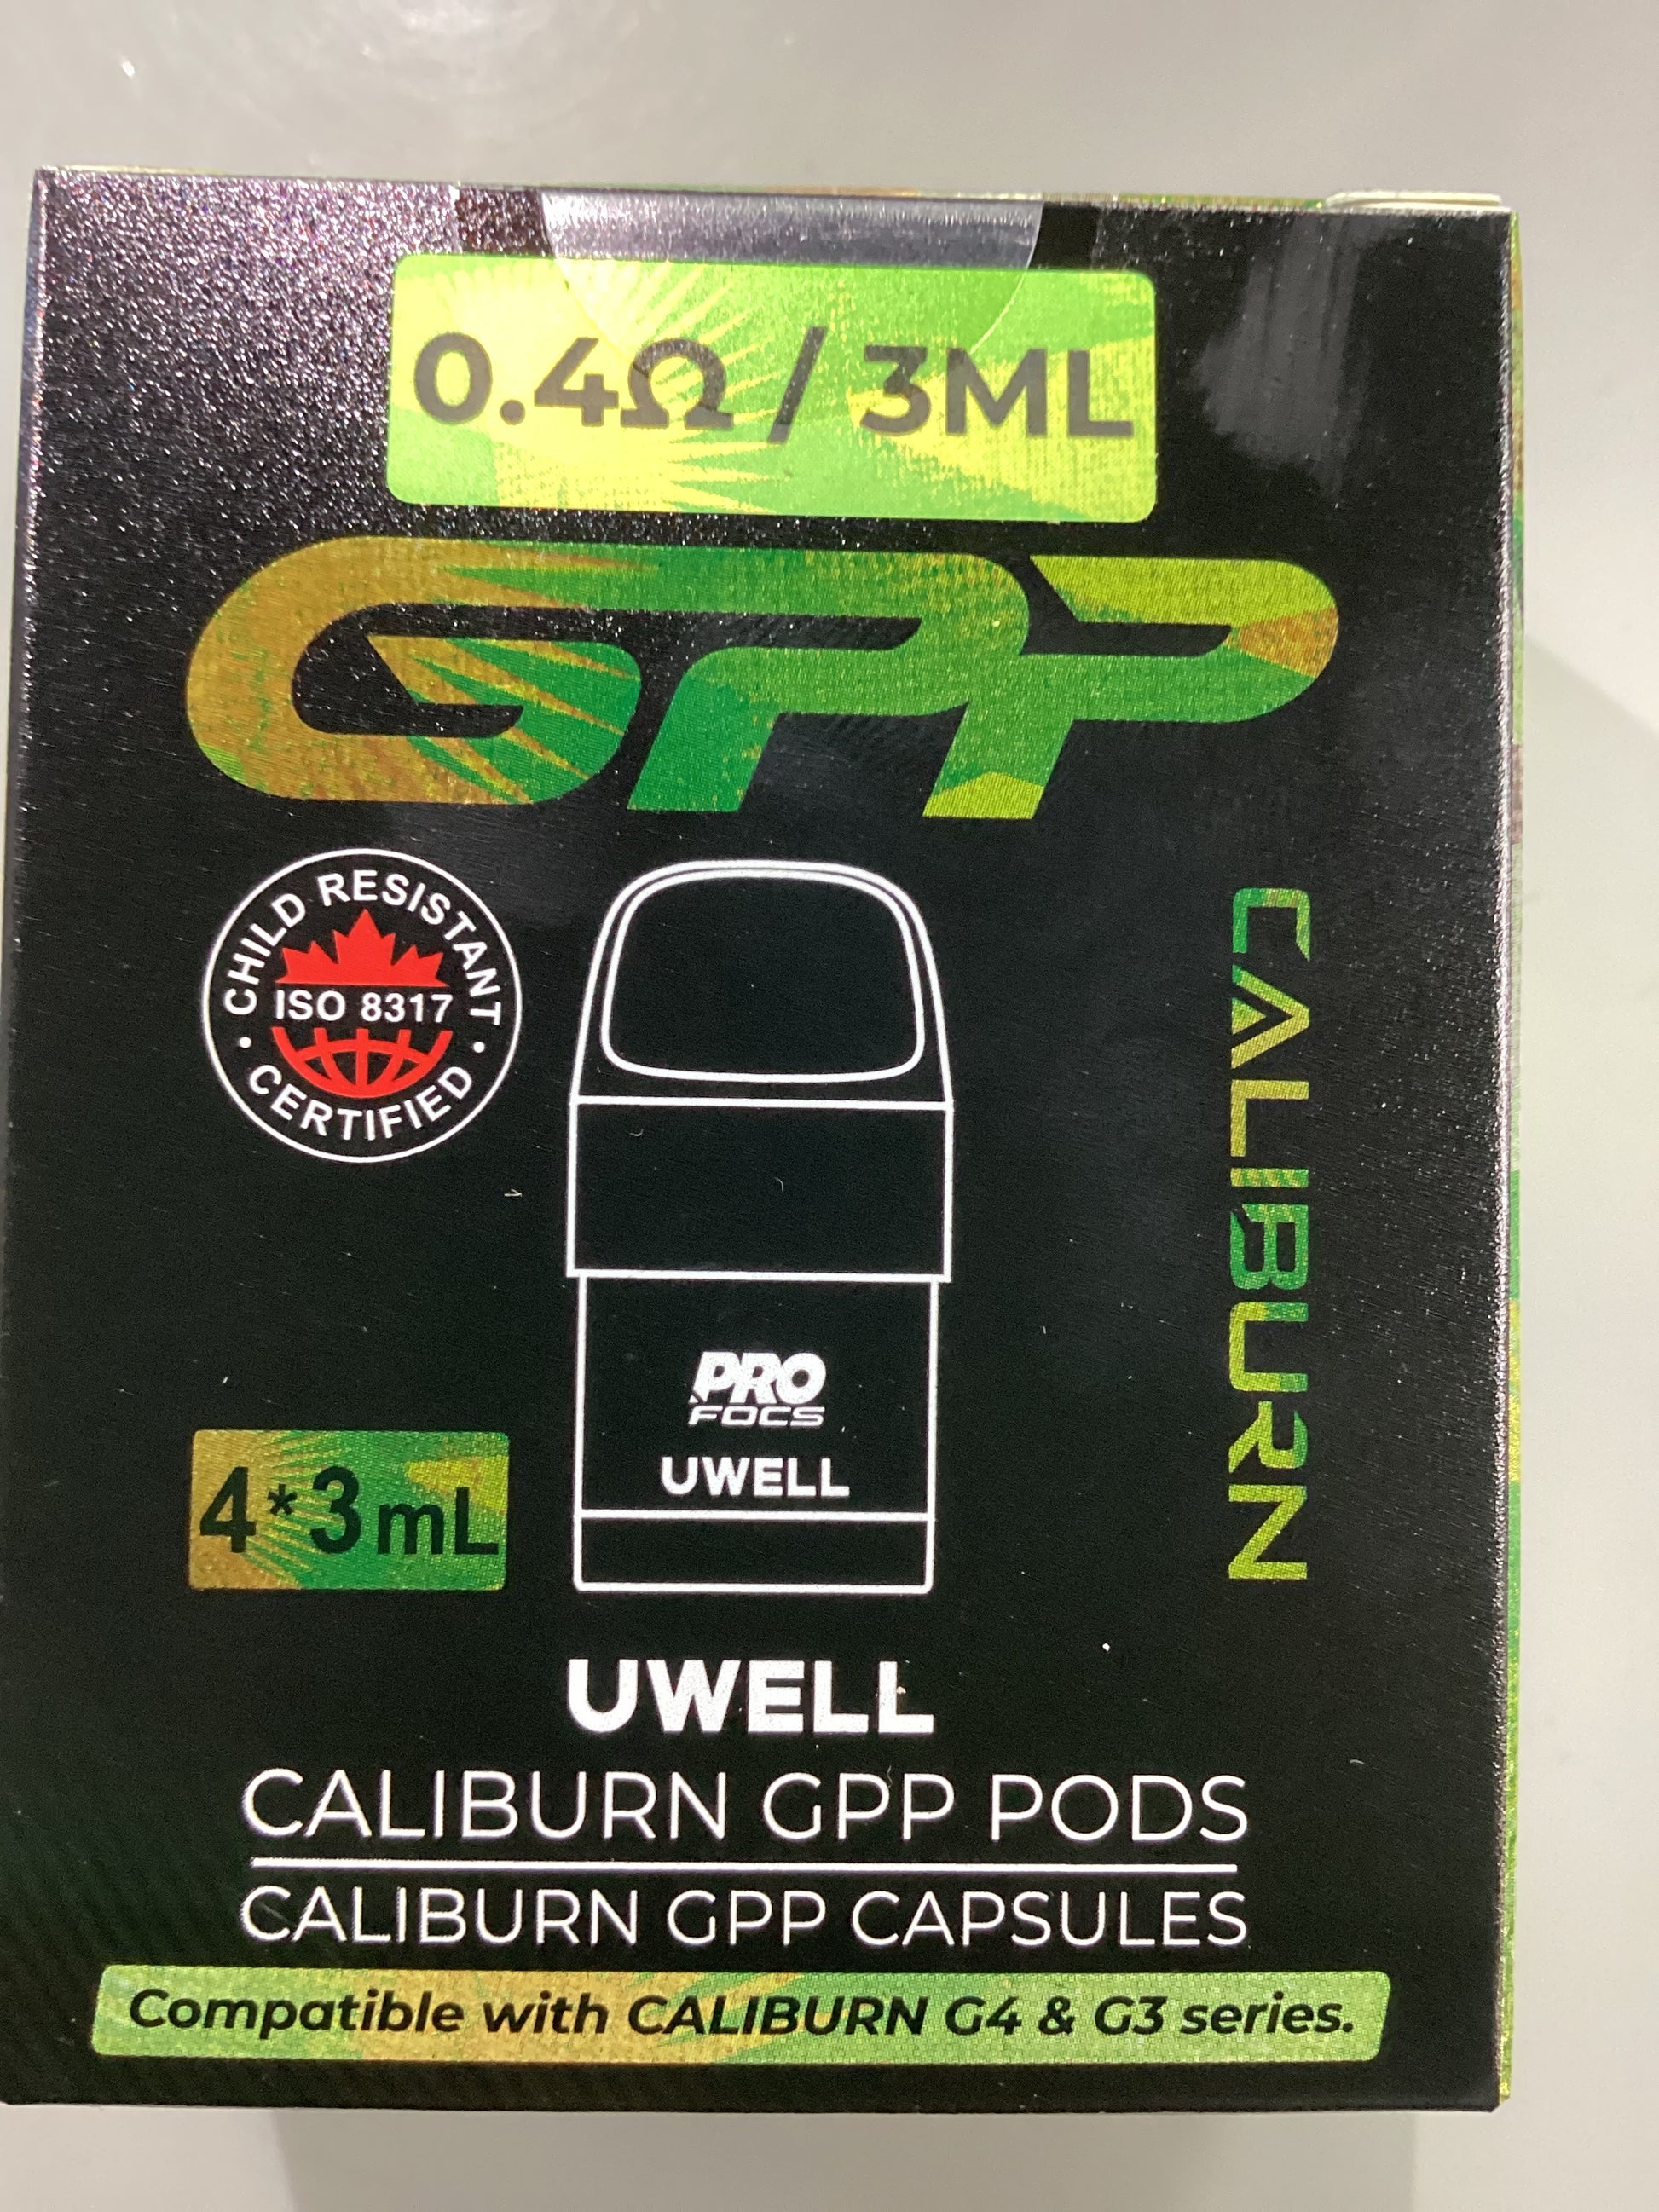 0.4Ω / 3ML
GPP
CHILD RESISTANT
ISO 8317
CERTIFIED
CALIBURN
PRO
FOCS
UWELL
4*3mL
UWELL
CALIBURN GPP PODS
CALIBURN GPP CAPSULES
Compatible with CALIBURN G4 & G3 series.